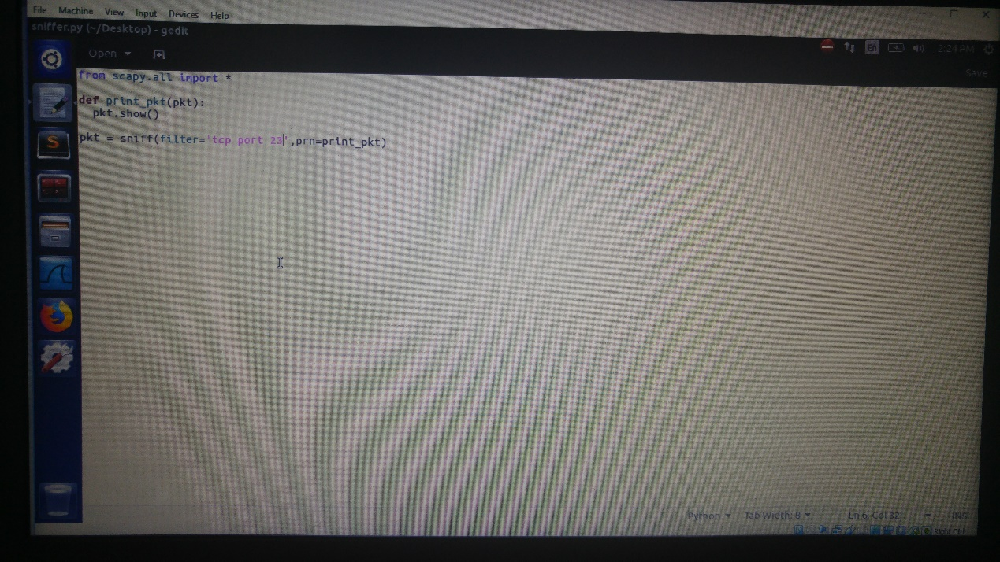 File Machine View Input Devices Help
sniffer.py (~/Desktop) - gedit
En 2:24 PM
Open
Save
from scapy.all import *
def print_pkt(pkt):
pkt.show()
pkt = sniff(filter='tcp port 23',prn=print_pkt)
S
Python Tab Width: 8 Ln 6, Col 32 INS
Right Ctrl